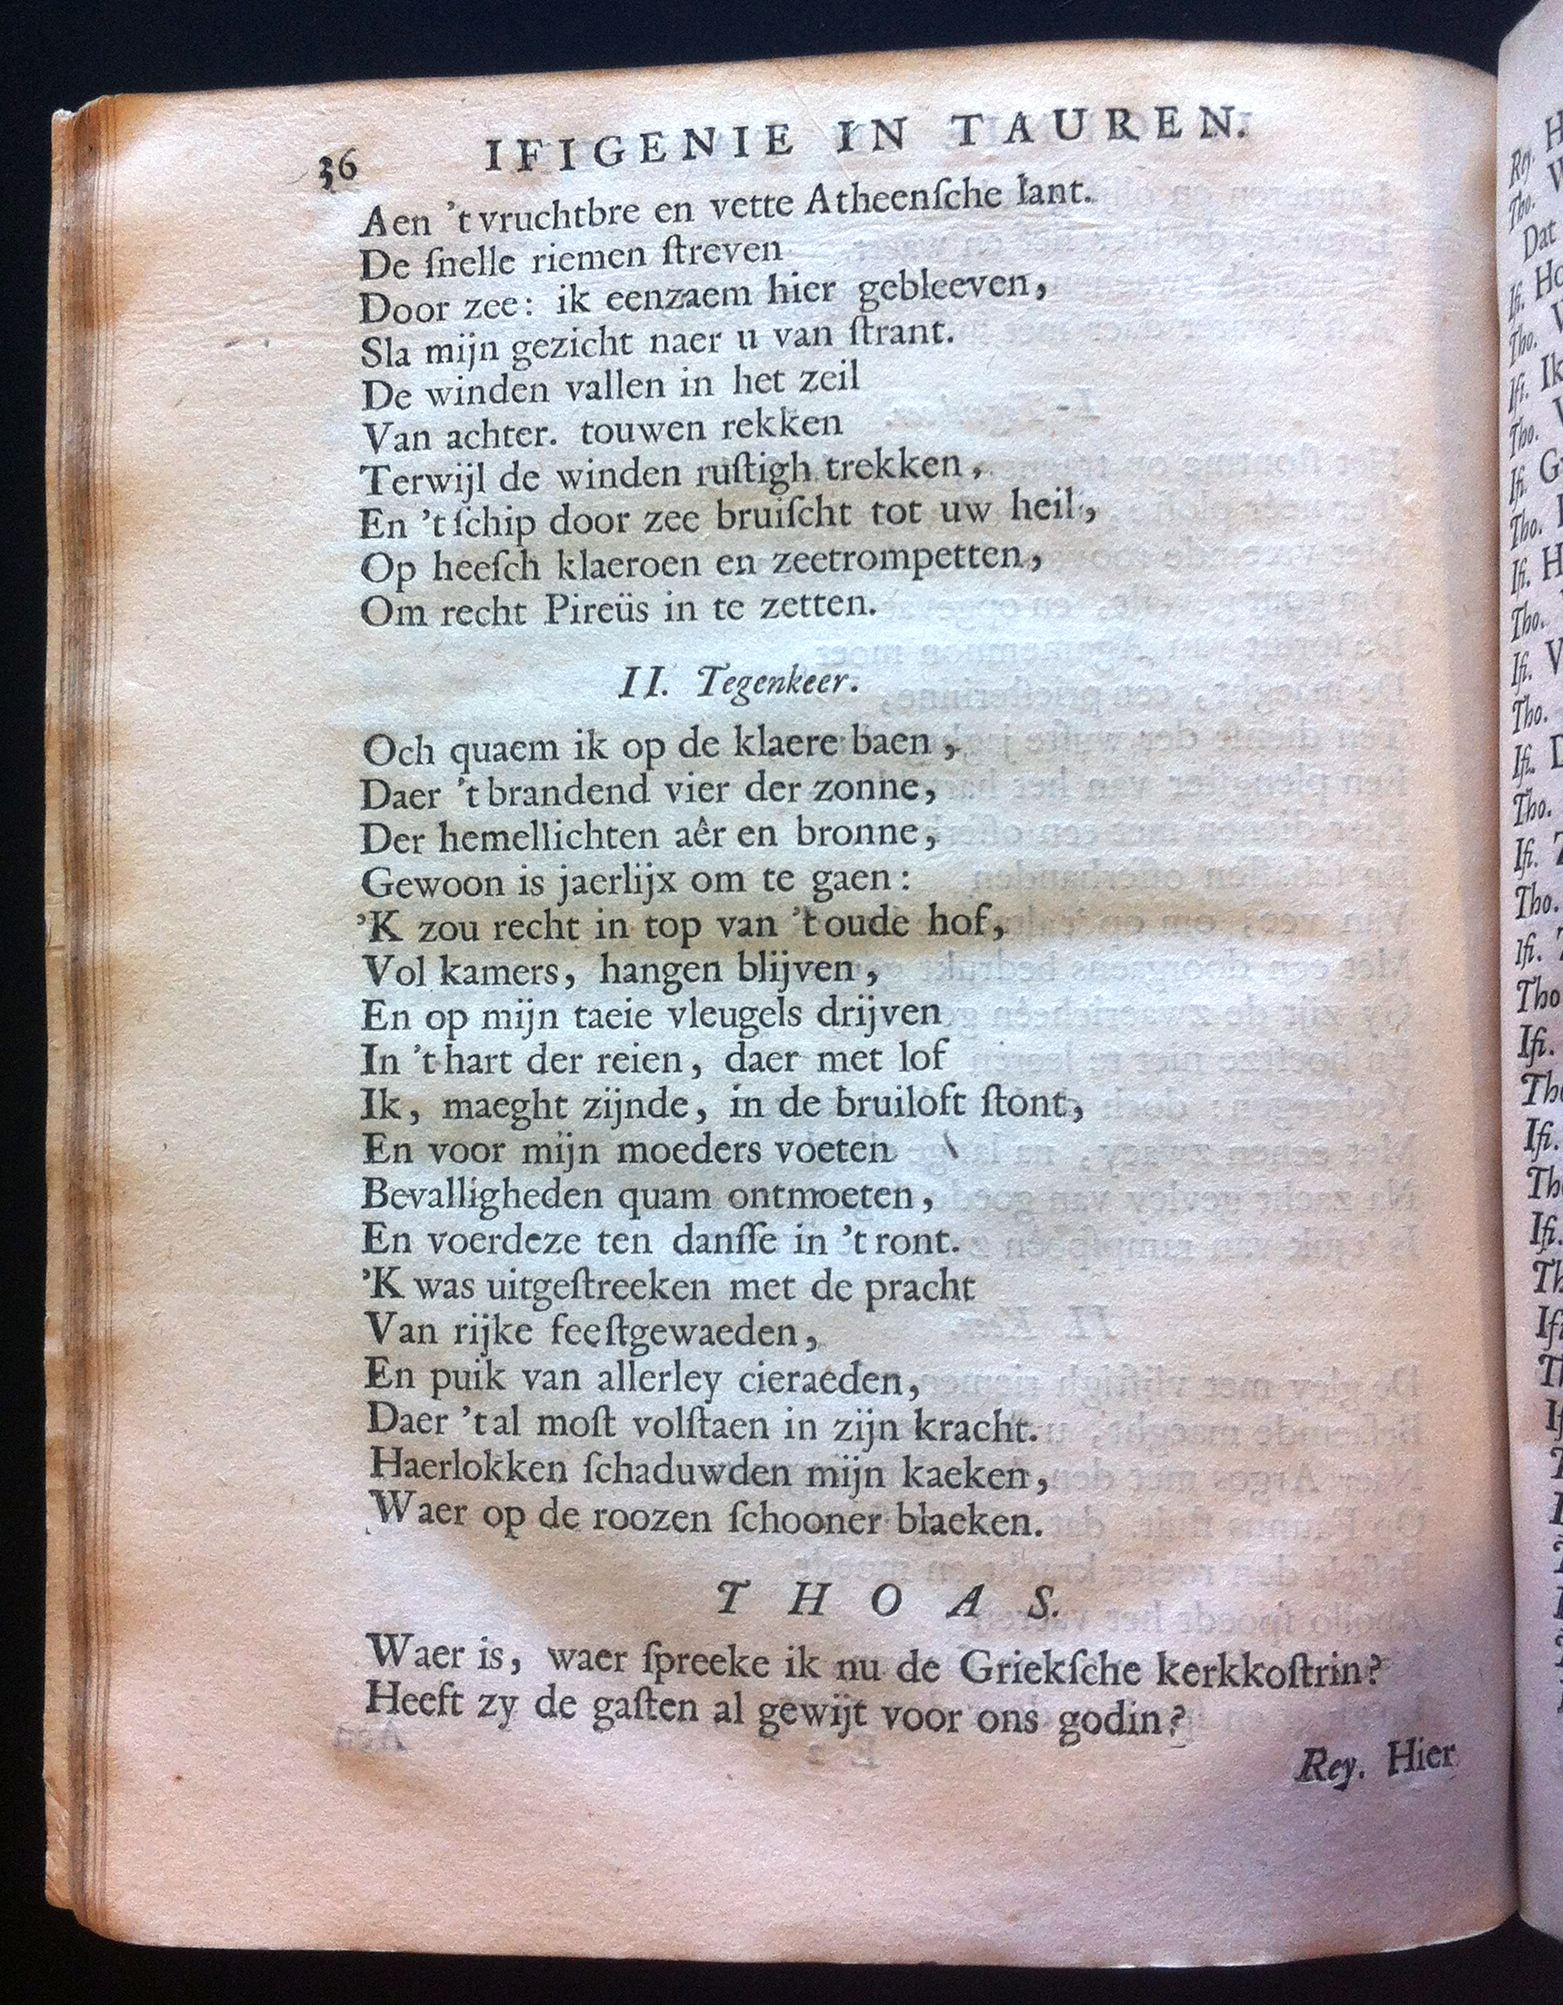 36 IFIGENIE IN TAUREN.
Aen 't vruchtbre en vette Atheenſche lant.
De ſnelle riemen ſtreven
Door zee: ik eenzaem hier gebleeven,
Sla mijn gezicht naer u van ſtrant.
De winden vallen in het zeil
Van achter. touwen rekken
Terwijl de winden ruſtigh trekken,
En 't ſchip door zee bruiſcht tot uw heil,
Op heeſch klaeroen en zeetrompetten,
Om recht Pireüs in te zetten.
II. Tegenkeer.
Och quaem ik op de klaere baen,
Daer 't brandend vier der zonne,
Der hemellichten aêr en bronne,
Gewoon is jaerlijx om te gaen:
'K zou recht in top van 't oude hof,
Vol kamers, hangen blijven,
En op mijn taeie vleugels drijven
In 't hart der reien, daer met lof
Ik, maeght zijnde, in de bruiloft ſtont,
En voor mijn moeders voeten
Bevalligheden quam ontmoeten,
En voerdeze ten danſſe in 't ront.
'K was uitgeſtreeken met de pracht
Van rijke feeſtgewaeden,
En puik van allerley cieraeden,
Daer 't al moſt volſtaen in zijn kracht.
Haerlokken ſchaduwden mijn kaeken,
Waer op de roozen ſchooner blaeken.
THOAS.
Waer is, waer ſpreeke ik nu de Griekſche kerkkoſtrin?
Heeft zy de gaſten al gewijt voor ons godin?
Rey. Hier